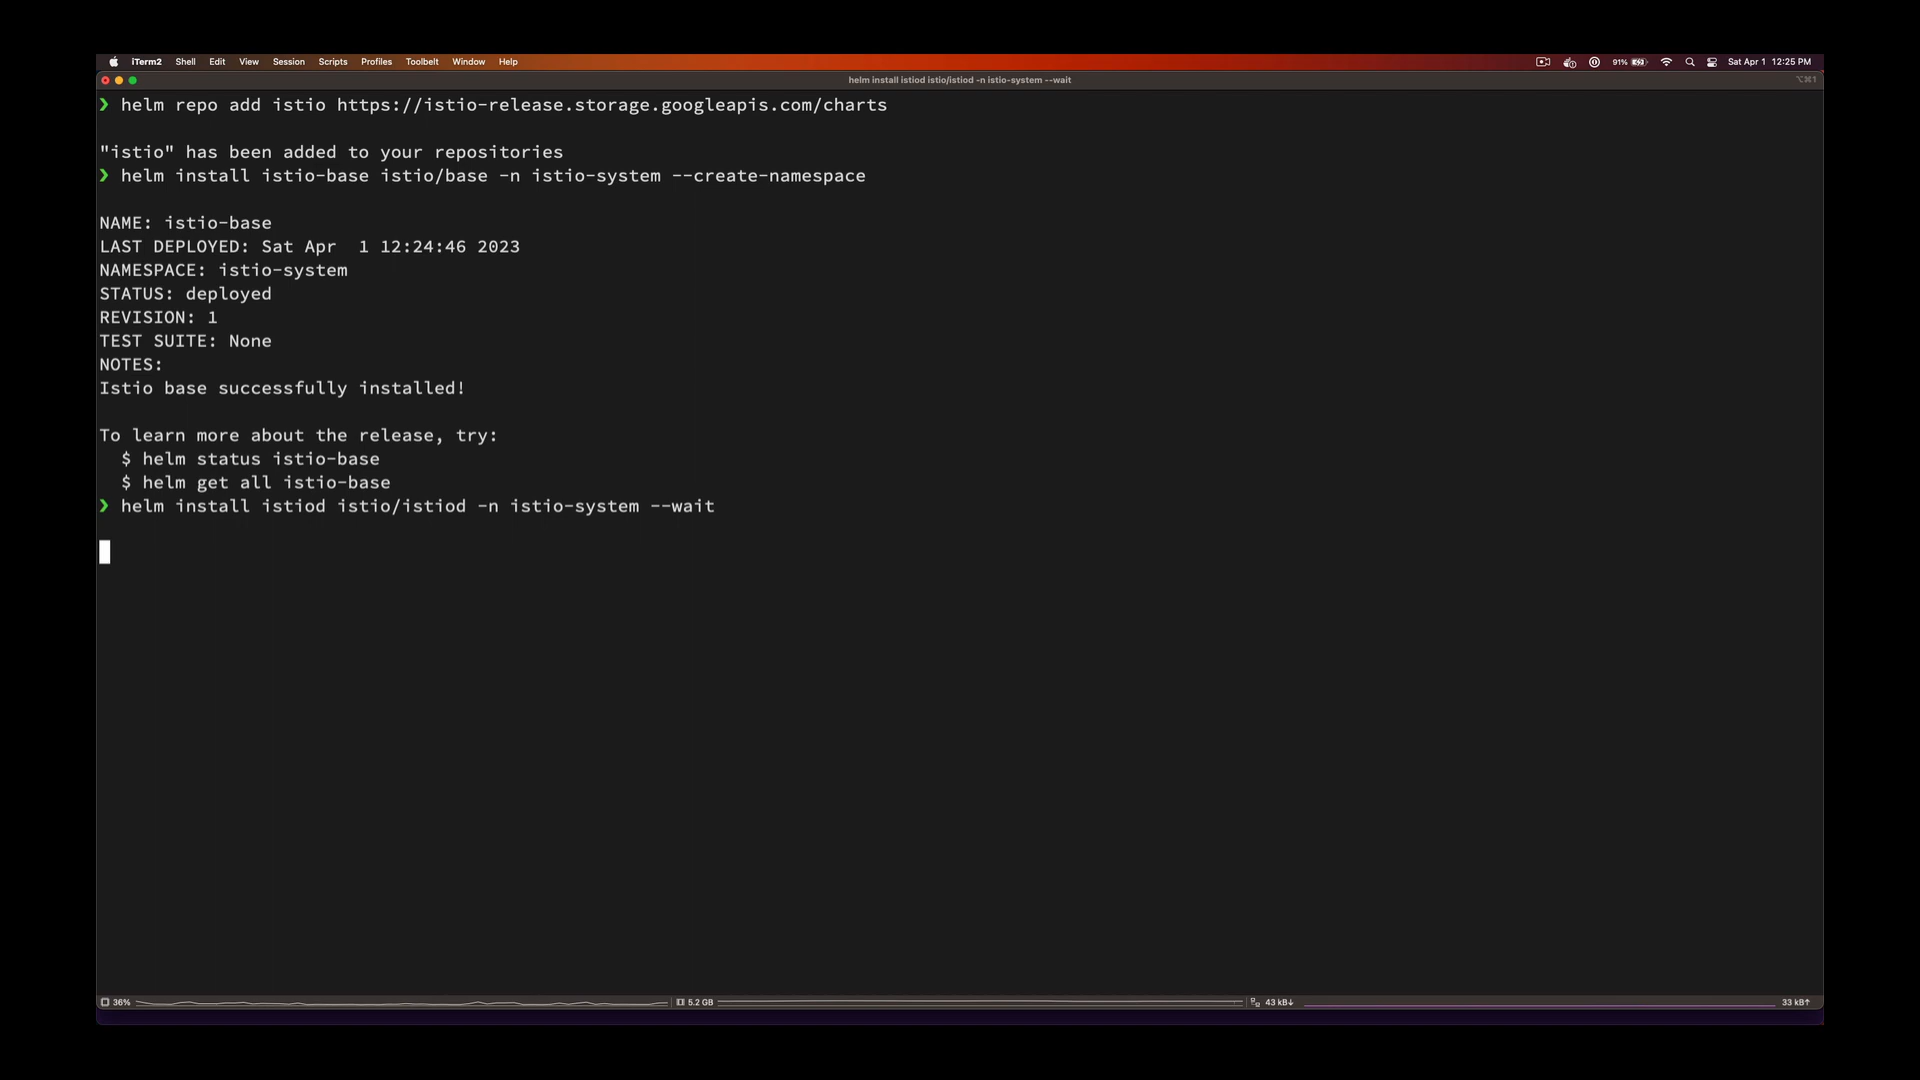 iTerm2 Shell Edit View Session Scripts Profiles Toolbelt Window Help 91% Sat Apr 1 12:25 PM
helm install istiod istio/istiod -n istio-system --wait ⌥⌘1
❯ helm repo add istio https://istio-release.storage.googleapis.com/charts
"istio" has been added to your repositories
❯ helm install istio-base istio/base -n istio-system --create-namespace
NAME: istio-base
LAST DEPLOYED: Sat Apr  1 12:24:46 2023
NAMESPACE: istio-system
STATUS: deployed
REVISION: 1
TEST SUITE: None
NOTES:
Istio base successfully installed!
To learn more about the release, try:
  $ helm status istio-base
  $ helm get all istio-base
❯ helm install istiod istio/istiod -n istio-system --wait
36% 5.2 GB 43 kB↓ 33 kB↑